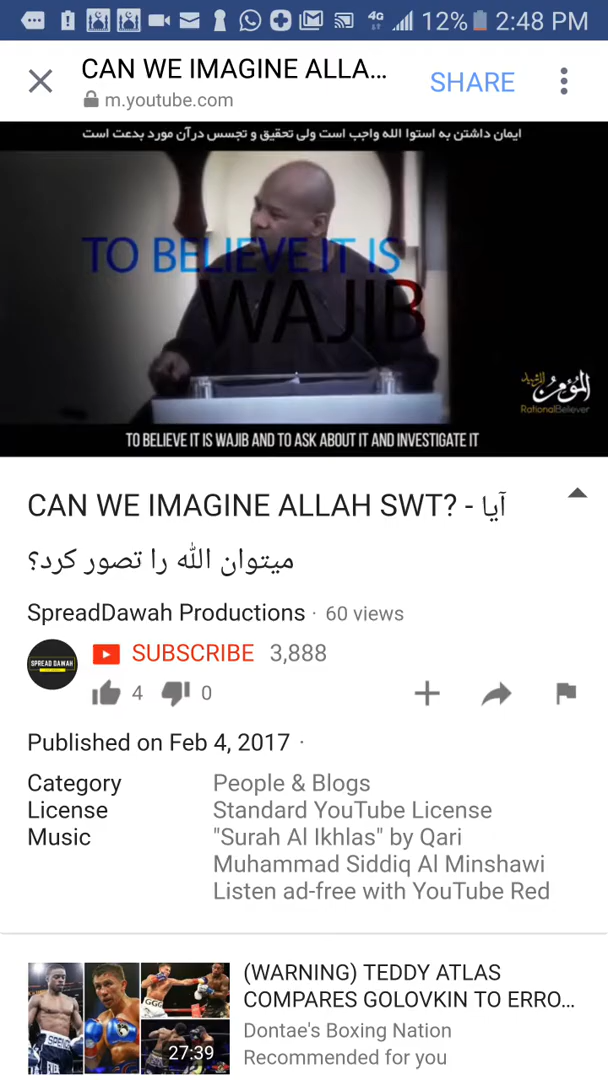 4G
12%
2:48 PM
CAN WE IMAGINE ALLA...
m.youtube.com
SHARE
ایمان داشتن به استوا الله واجب است ولی تحقیق و تجسس درآن مورد بدعت است
TO BELIEVE IT IS
WAJIB
المؤمن الرشيد
RationalBeliever
TO BELIEVE IT IS WAJIB AND TO ASK ABOUT IT AND INVESTIGATE IT
CAN WE IMAGINE ALLAH SWT? - آیا
میتوان الله را تصور کرد؟
SpreadDawah Productions · 60 views
SPREAD DAWAH
SUBSCRIBE 3,888
4 0
Published on Feb 4, 2017 ·
Category People & Blogs
License Standard YouTube License
Music "Surah Al Ikhlas" by Qari
Muhammad Siddiq Al Minshawi
Listen ad-free with YouTube Red
(WARNING) TEDDY ATLAS
COMPARES GOLOVKIN TO ERRO...
Dontae's Boxing Nation
Recommended for you
GGG
SPENCE
27:39